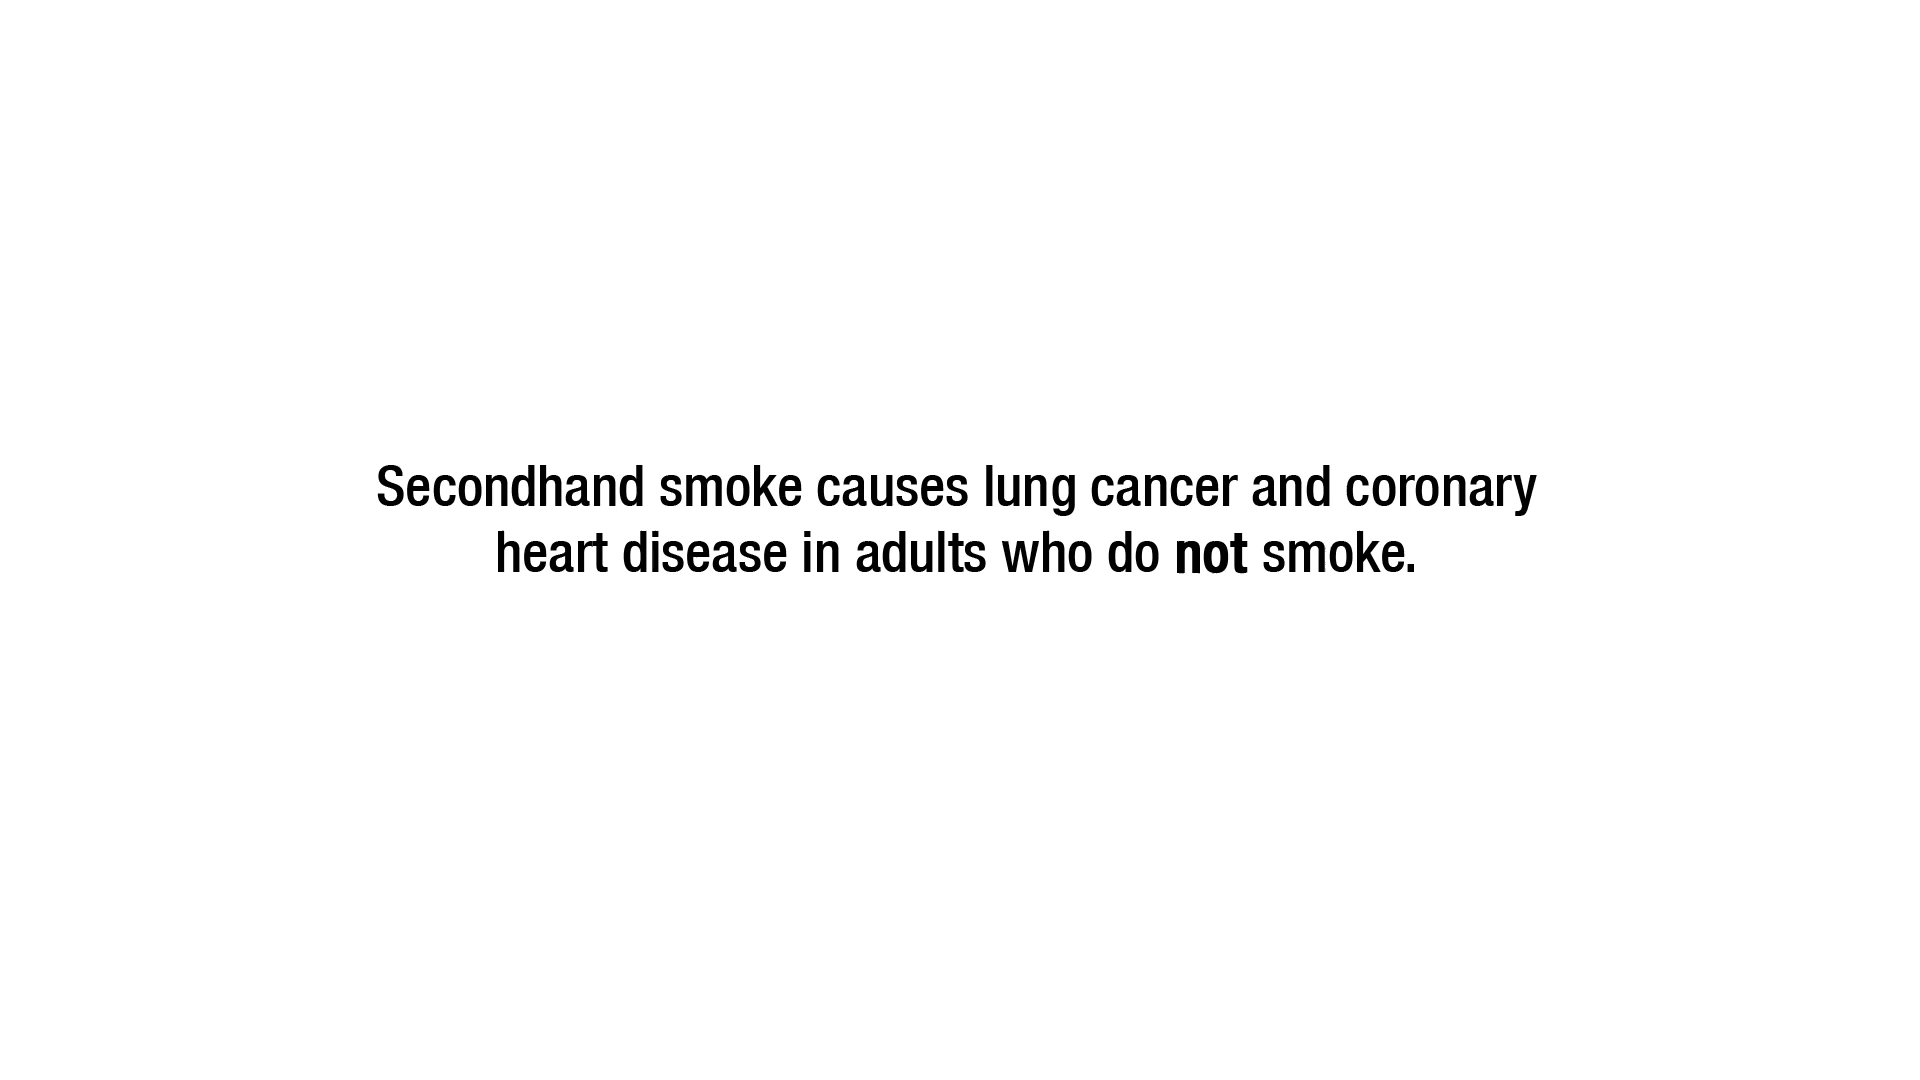 Secondhand smoke causes lung cancer and coronary
heart disease in adults who do not smoke.